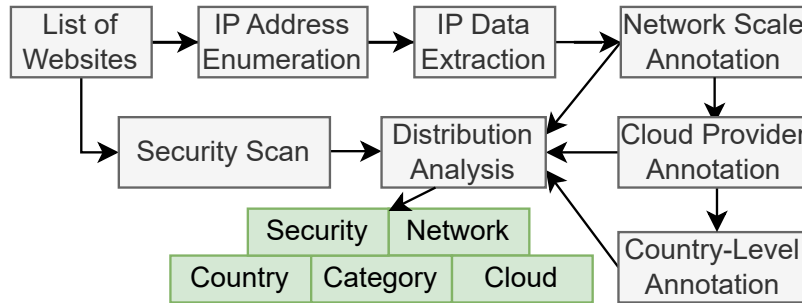 List of
Websites
IP Address
Enumeration
IP Data
Extraction
Network Scale
Annotation
Security Scan
Distribution
Analysis
Cloud Provider
Annotation
Security
Network
Country
Category
Cloud
Country-Level
Annotation